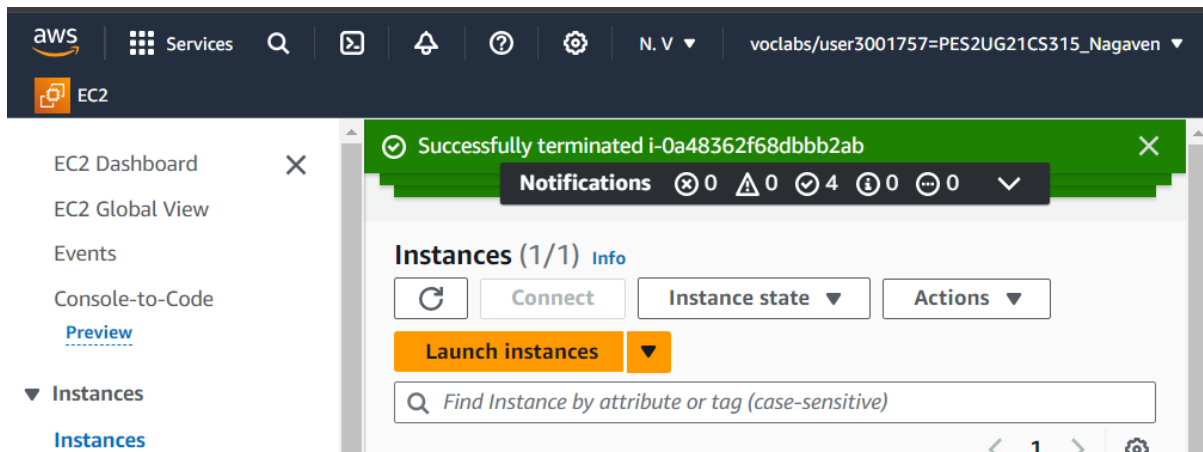 aws Services N. V voclabs/user3001757=PES2UG21CS315_Nagaven
EC2
EC2 Dashboard
EC2 Global View
Events
Console-to-Code
Preview
Instances
Instances
Successfully terminated i-0a48362f68dbbb2ab
Notifications 0 0 4 0 0
Instances (1/1) Info
Connect Instance state Actions
Launch instances
Find Instance by attribute or tag (case-sensitive)
1